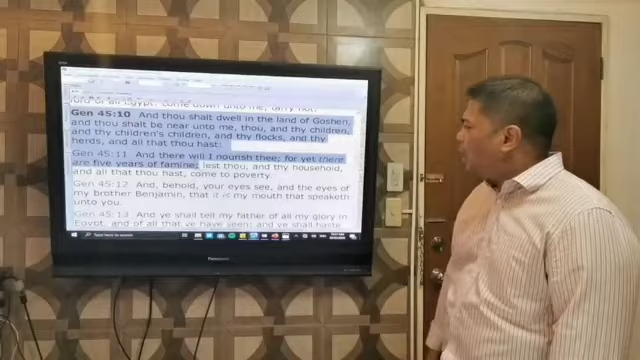 lord of all Egypt: come down unto me, tarry not:
Gen 45:10 And thou shalt dwell in the land of Goshen,
and thou shalt be near unto me, thou, and thy children,
and thy children's children, and thy flocks, and thy
herds, and all that thou hast:
Gen 45:11 And there will I nourish thee; for yet there
are five years of famine; lest thou, and thy household,
and all that thou hast, come to poverty.
Gen 45:12 And, behold, your eyes see, and the eyes of
my brother Benjamin, that it is my mouth that speaketh
unto you.
Gen 45:13 And ye shall tell my father of all my glory in
Egypt, and of all that ye have seen; and ye shall haste
Type here to search
Panasonic